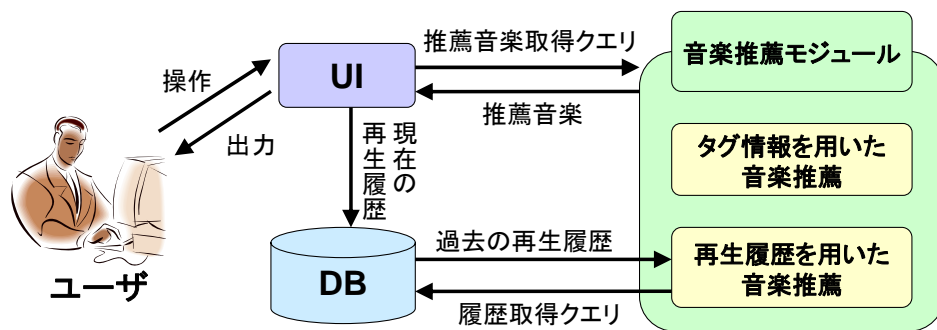 推薦音楽取得クエリ
音楽推薦モジュール
操作
UI
推薦音楽
出力
現在の
再生履歴
タグ情報を用いた
音楽推薦
過去の再生履歴
再生履歴を用いた
音楽推薦
DB
履歴取得クエリ
ユーザ